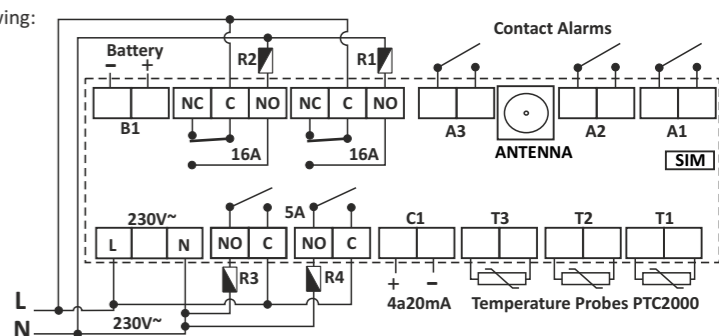 ving:
Contact Alarms
Battery
– +
R2
R1
NC C NO NC C NO
B1
A3
A2
A1
16A
16A
ANTENNA
SIM
230V~
5A
C1
T3
T2
T1
L N NO C NO C
R3
R4
+ –
4a20mA
Temperature Probes PTC2000
L
N
230V~